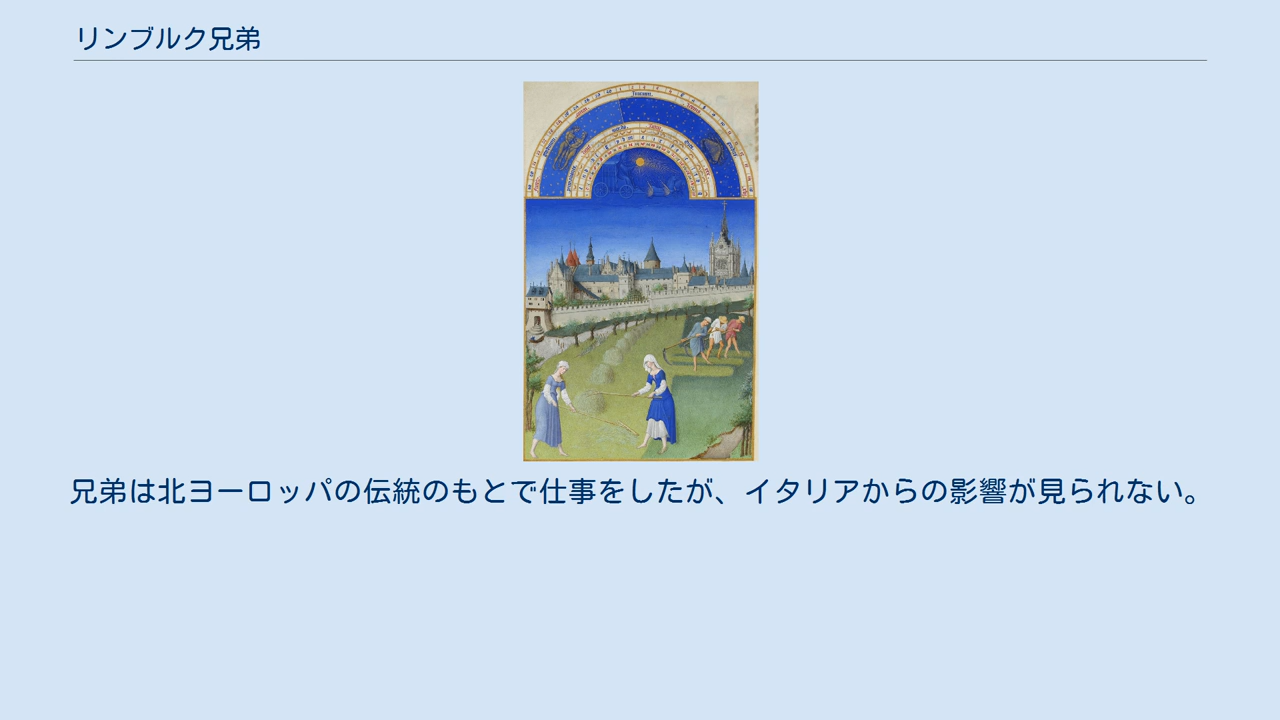 リンブルク兄弟
兄弟は北ヨーロッパの伝統のもとで仕事をしたが、イタリアからの影響が見られない。